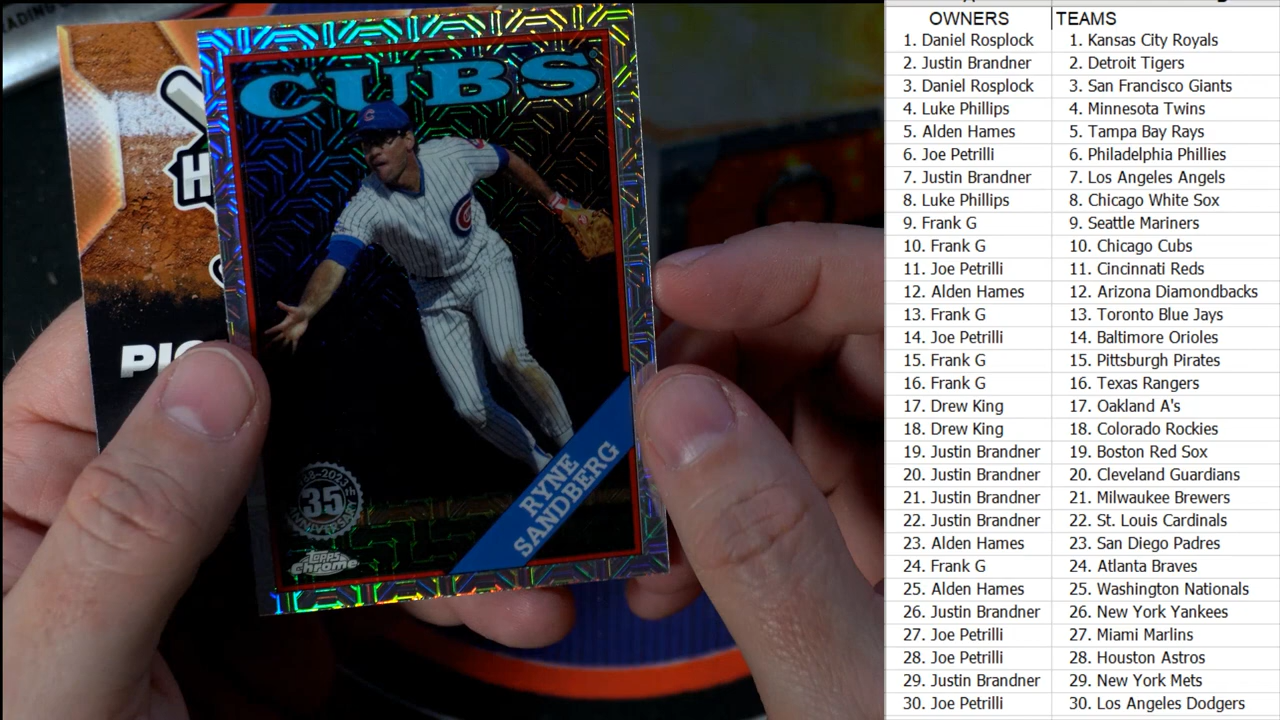 TRADING CARD
H
PIC
CUBS
RYNE
SANDBERG
1988-2023
35th
ANNIVERSARY
Topps
Chrome
OWNERS TEAMS
1. Daniel Rosplock 1. Kansas City Royals
2. Justin Brandner 2. Detroit Tigers
3. Daniel Rosplock 3. San Francisco Giants
4. Luke Phillips 4. Minnesota Twins
5. Alden Hames 5. Tampa Bay Rays
6. Joe Petrilli 6. Philadelphia Phillies
7. Justin Brandner 7. Los Angeles Angels
8. Luke Phillips 8. Chicago White Sox
9. Frank G 9. Seattle Mariners
10. Frank G 10. Chicago Cubs
11. Joe Petrilli 11. Cincinnati Reds
12. Alden Hames 12. Arizona Diamondbacks
13. Frank G 13. Toronto Blue Jays
14. Joe Petrilli 14. Baltimore Orioles
15. Frank G 15. Pittsburgh Pirates
16. Frank G 16. Texas Rangers
17. Drew King 17. Oakland A's
18. Drew King 18. Colorado Rockies
19. Justin Brandner 19. Boston Red Sox
20. Justin Brandner 20. Cleveland Guardians
21. Justin Brandner 21. Milwaukee Brewers
22. Justin Brandner 22. St. Louis Cardinals
23. Alden Hames 23. San Diego Padres
24. Frank G 24. Atlanta Braves
25. Alden Hames 25. Washington Nationals
26. Justin Brandner 26. New York Yankees
27. Joe Petrilli 27. Miami Marlins
28. Joe Petrilli 28. Houston Astros
29. Justin Brandner 29. New York Mets
30. Joe Petrilli 30. Los Angeles Dodgers